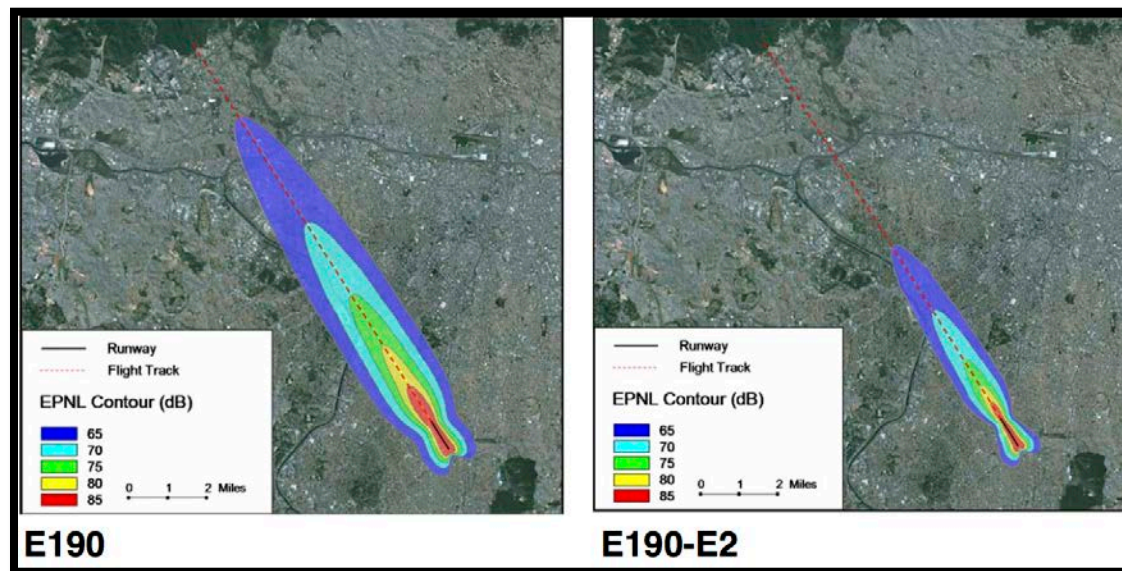 Runway
Flight Track
EPNL Contour (dB)
65
70
75
80
85
0 1 2 Miles
E190
Runway
Flight Track
EPNL Contour (dB)
65
70
75
80
85
0 1 2 Miles
E190-E2